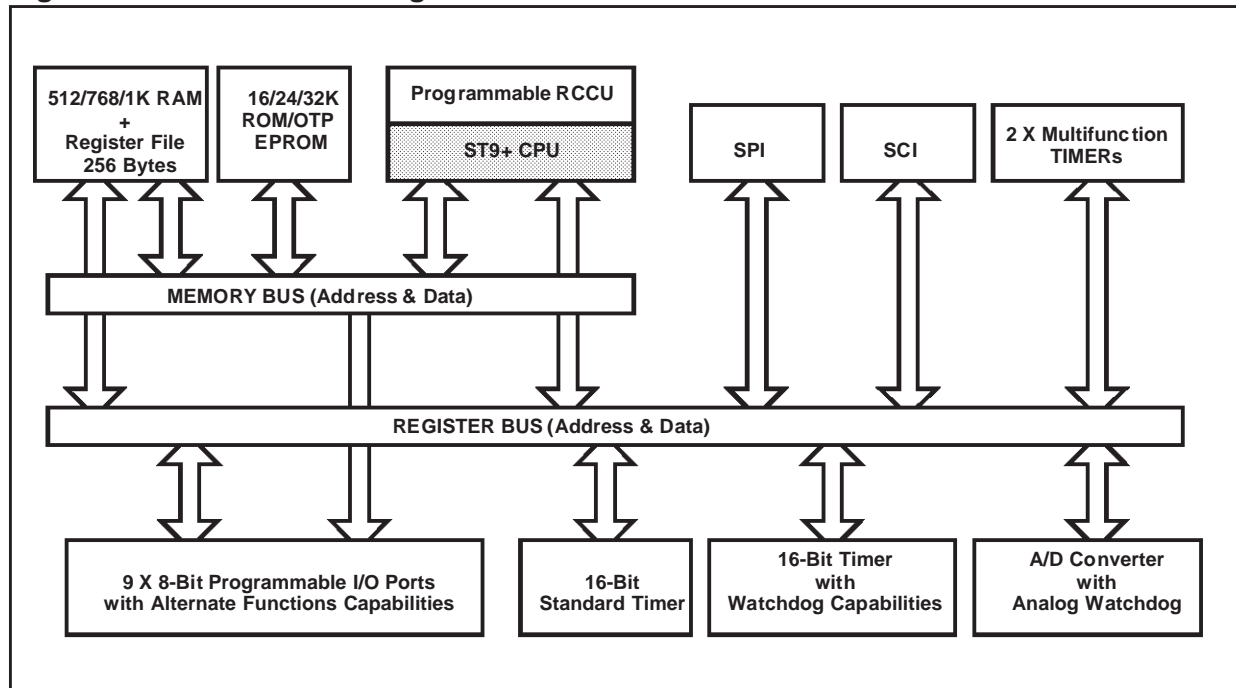 512/768/1K RAM
+
Register File
256 Bytes
16/24/32K
ROM/OTP
EPROM
Programmable RCCU
ST9+ CPU
SPI
SCI
2 X Multifunction
TIMERs
MEMORY BUS (Address & Data)
REGISTER BUS (Address & Data)
9 X 8-Bit Programmable I/O Ports
with Alternate Functions Capabilities
16-Bit
Standard Timer
16-Bit Timer
with
Watchdog Capabilities
A/D Converter
with
Analog Watchdog